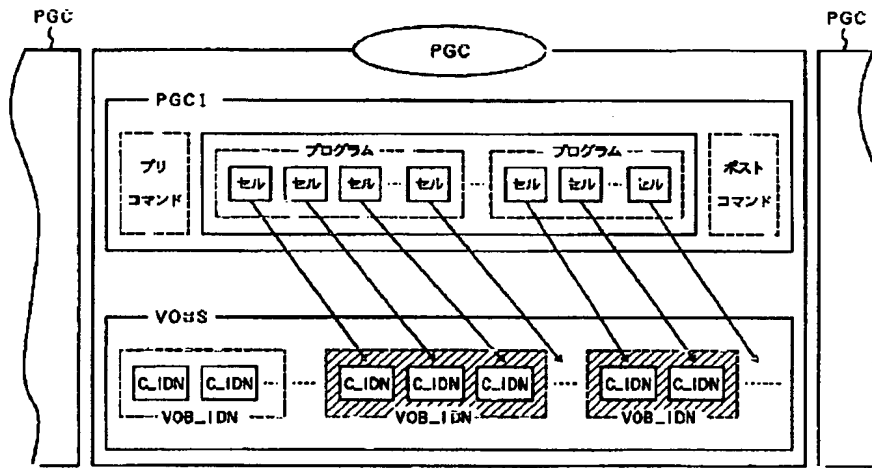 PGC
PGC
PGC
PGCI
プリ
コマンド
プログラム
セル セル セル ‥‥ セル
‥‥
プログラム
セル セル ‥‥ セル
ポスト
コマンド
VOBS
C_IDN C_IDN ‥‥
VOB_IDN
C_IDN C_IDN C_IDN ‥‥
VOB_IDN
C_IDN C_IDN ‥‥
VOB_IDN